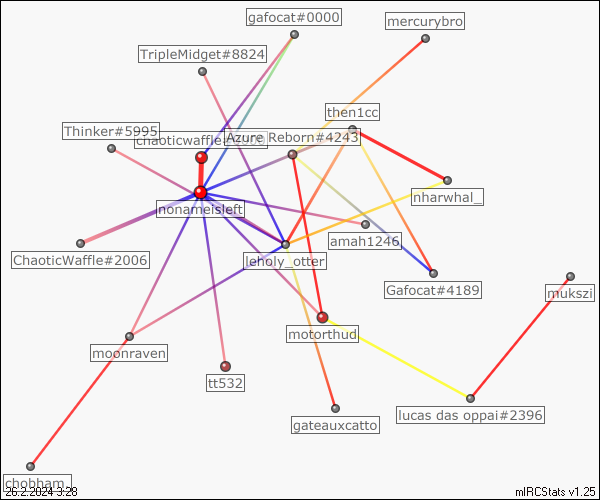 gafocat#0000
mercurybro
TripleMidget#8824
then1cc
Thinker#5995
chaoticwaffle
Azure Reborn#4243
nharwhal_
nonameisleft
amah1246
leholy_otter
ChaoticWaffle#2006
Gafocat#4189
mukszi
motorthud
moonraven
tt532
lucas das oppai#2396
gateauxcatto
chobham_
26.2.2024 3:28
mIRCStats v1.25